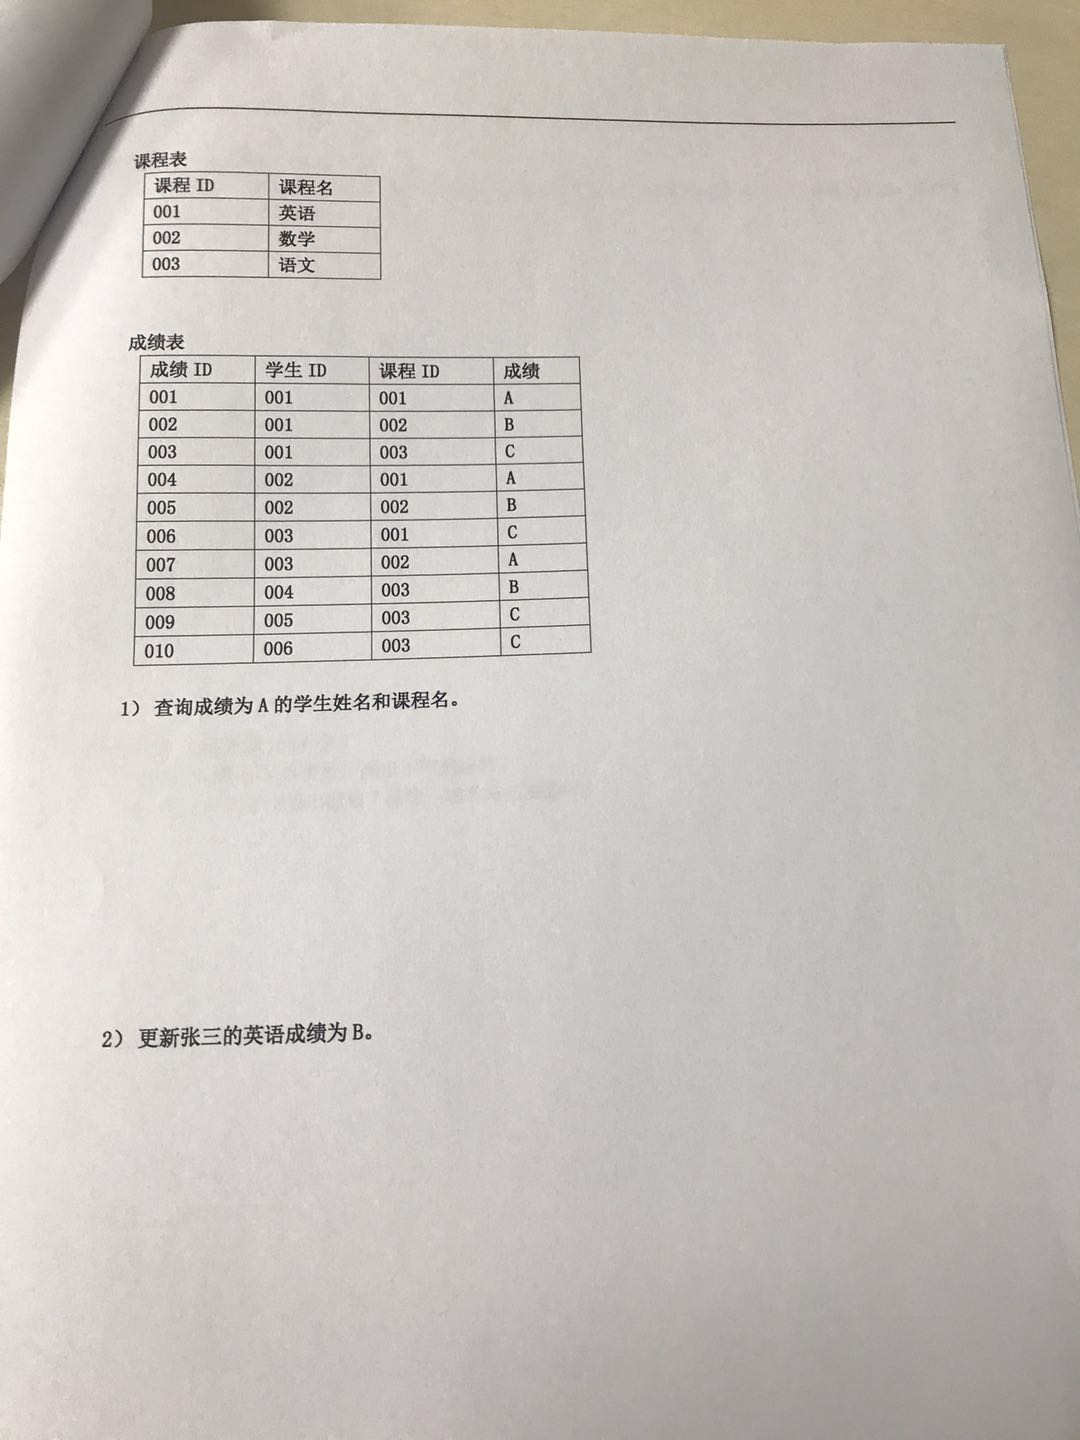 课程表
课程 ID 课程名
001 英语
002 数学
003 语文
成绩表
成绩 ID 学生 ID 课程 ID 成绩
001 001 001 A
002 001 002 B
003 001 003 C
004 002 001 A
005 002 002 B
006 003 001 C
007 003 002 A
008 004 003 B
009 005 003 C
010 006 003 C
1） 查询成绩为 A 的学生姓名和课程名。
2） 更新张三的英语成绩为 B。